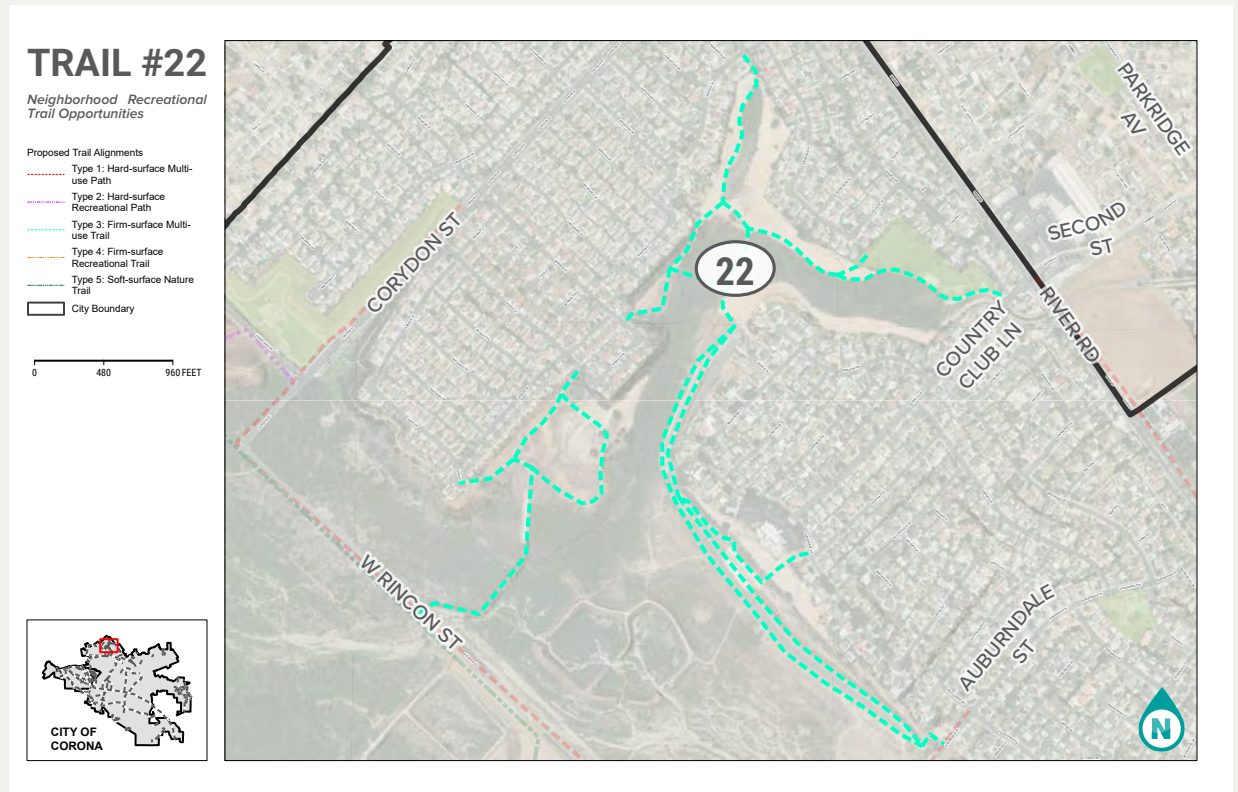 TRAIL #22
Neighborhood Recreational
Trail Opportunities
Proposed Trail Alignments
Type 1: Hard-surface Multi-
use Path
Type 2: Hard-surface
Recreational Path
Type 3: Firm-surface Multi-
use Trail
Type 4: Firm-surface
Recreational Trail
Type 5: Soft-surface Nature
Trail
City Boundary
0 480 960 FEET
CITY OF
CORONA
PARKRIDGE
AV
SECOND
ST
CORYDON ST
22
RIVER RD
COUNTRY
CLUB LN
W RINCON ST
AUBURNDALE
ST
N